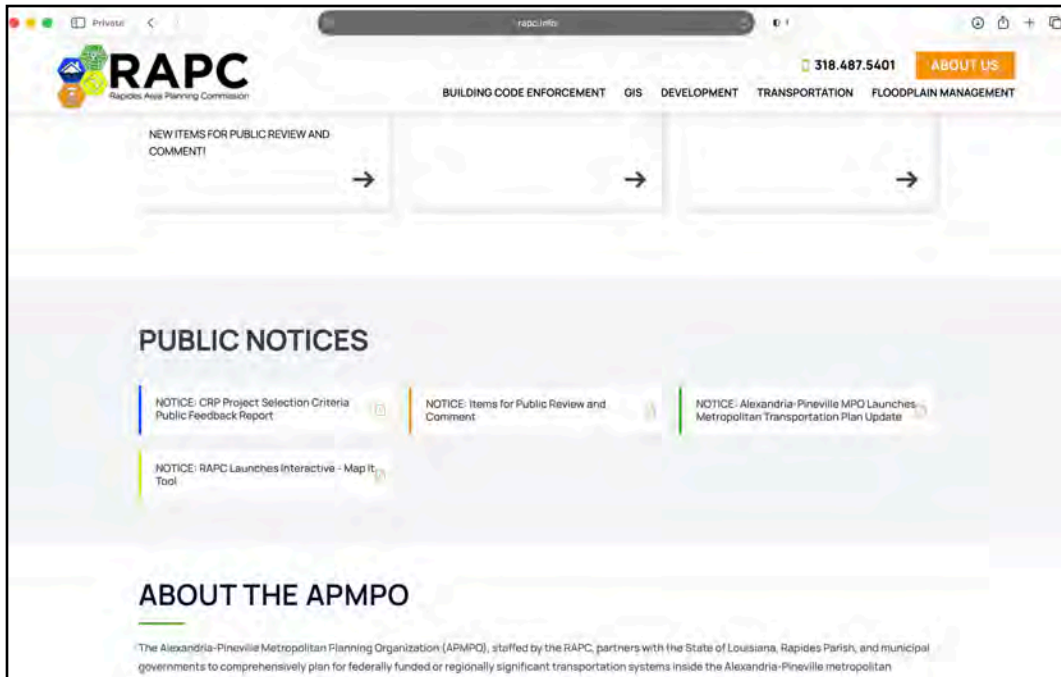 Private
rapc.info
RAPC
Rapides Area Planning Commission
318.487.5401
ABOUT US
BUILDING CODE ENFORCEMENT GIS DEVELOPMENT TRANSPORTATION FLOODPLAIN MANAGEMENT
NEW ITEMS FOR PUBLIC REVIEW AND
COMMENT!
PUBLIC NOTICES
NOTICE: CRP Project Selection Criteria
Public Feedback Report
NOTICE: Items for Public Review and
Comment
NOTICE: Alexandria-Pineville MPO Launches
Metropolitan Transportation Plan Update
NOTICE: RAPC Launches Interactive - Map It
Tool
ABOUT THE APMPO
The Alexandria-Pineville Metropolitan Planning Organization (APMPO), staffed by the RAPC, partners with the State of Louisiana, Rapides Parish, and municipal
governments to comprehensively plan for federally funded or regionally significant transportation systems inside the Alexandria-Pineville metropolitan